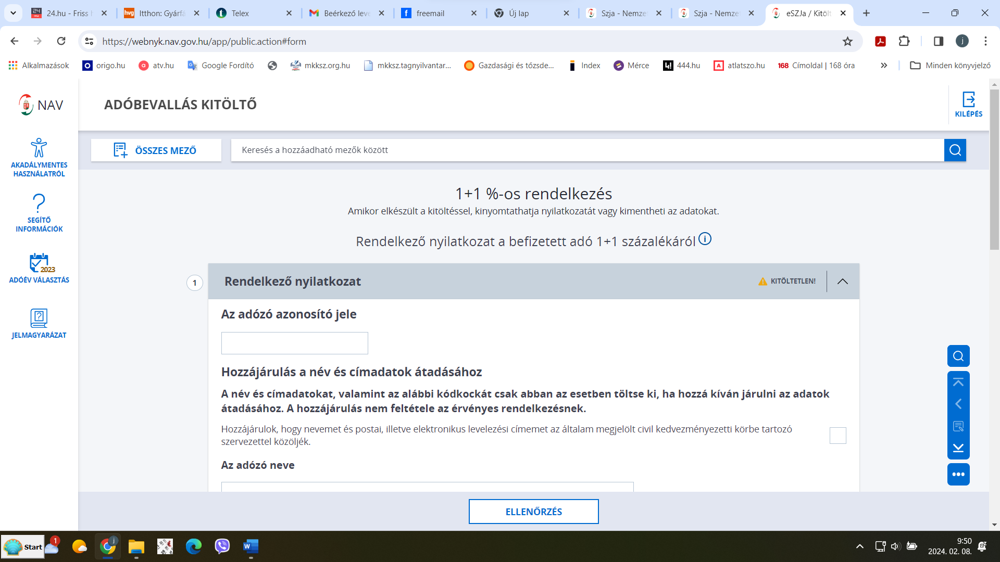 24.hu - Friss h
hvg Itthon: Gyárfá
Telex
Beérkező leve
freemail
Új lap
Szja - Nemze
Szja - Nemze
eSZJa / Kitölt
https://webnyk.nav.gov.hu/app/public.action#form
j
Alkalmazások
origo.hu
atv.hu
Google Fordító
mkksz.org.hu
mkksz.tagnyilvantar...
Gazdasági és tőzsde...
Index
Mérce
444.hu
atlatszo.hu
168 Címoldal | 168 óra
Minden könyvjelző
NAV
ADÓBEVALLÁS KITÖLTŐ
KILÉPÉS
ÖSSZES MEZŐ
Keresés a hozzáadható mezők között
AKADÁLYMENTES
HASZNÁLATRÓL
SEGÍTŐ
INFORMÁCIÓK
2023
ADÓÉV VÁLASZTÁS
JELMAGYARÁZAT
1+1 %-os rendelkezés
Amikor elkészült a kitöltéssel, kinyomtathatja nyilatkozatát vagy kimentheti az adatokat.
Rendelkező nyilatkozat a befizetett adó 1+1 százalékáról
1
Rendelkező nyilatkozat
KITÖLTETLEN!
Az adózó azonosító jele
Hozzájárulás a név és címadatok átadásához
A név és címadatokat, valamint az alábbi kódkockát csak abban az esetben töltse ki, ha hozzá kíván járulni az adatok
átadásához. A hozzájárulás nem feltétele az érvényes rendelkezésnek.
Hozzájárulok, hogy nevemet és postai, illetve elektronikus levelezési címemet az általam megjelölt civil kedvezményezetti körbe tartozó
szervezettel közöljék.
Az adózó neve
ELLENŐRZÉS
Start
1
9:50
2024. 02. 08.